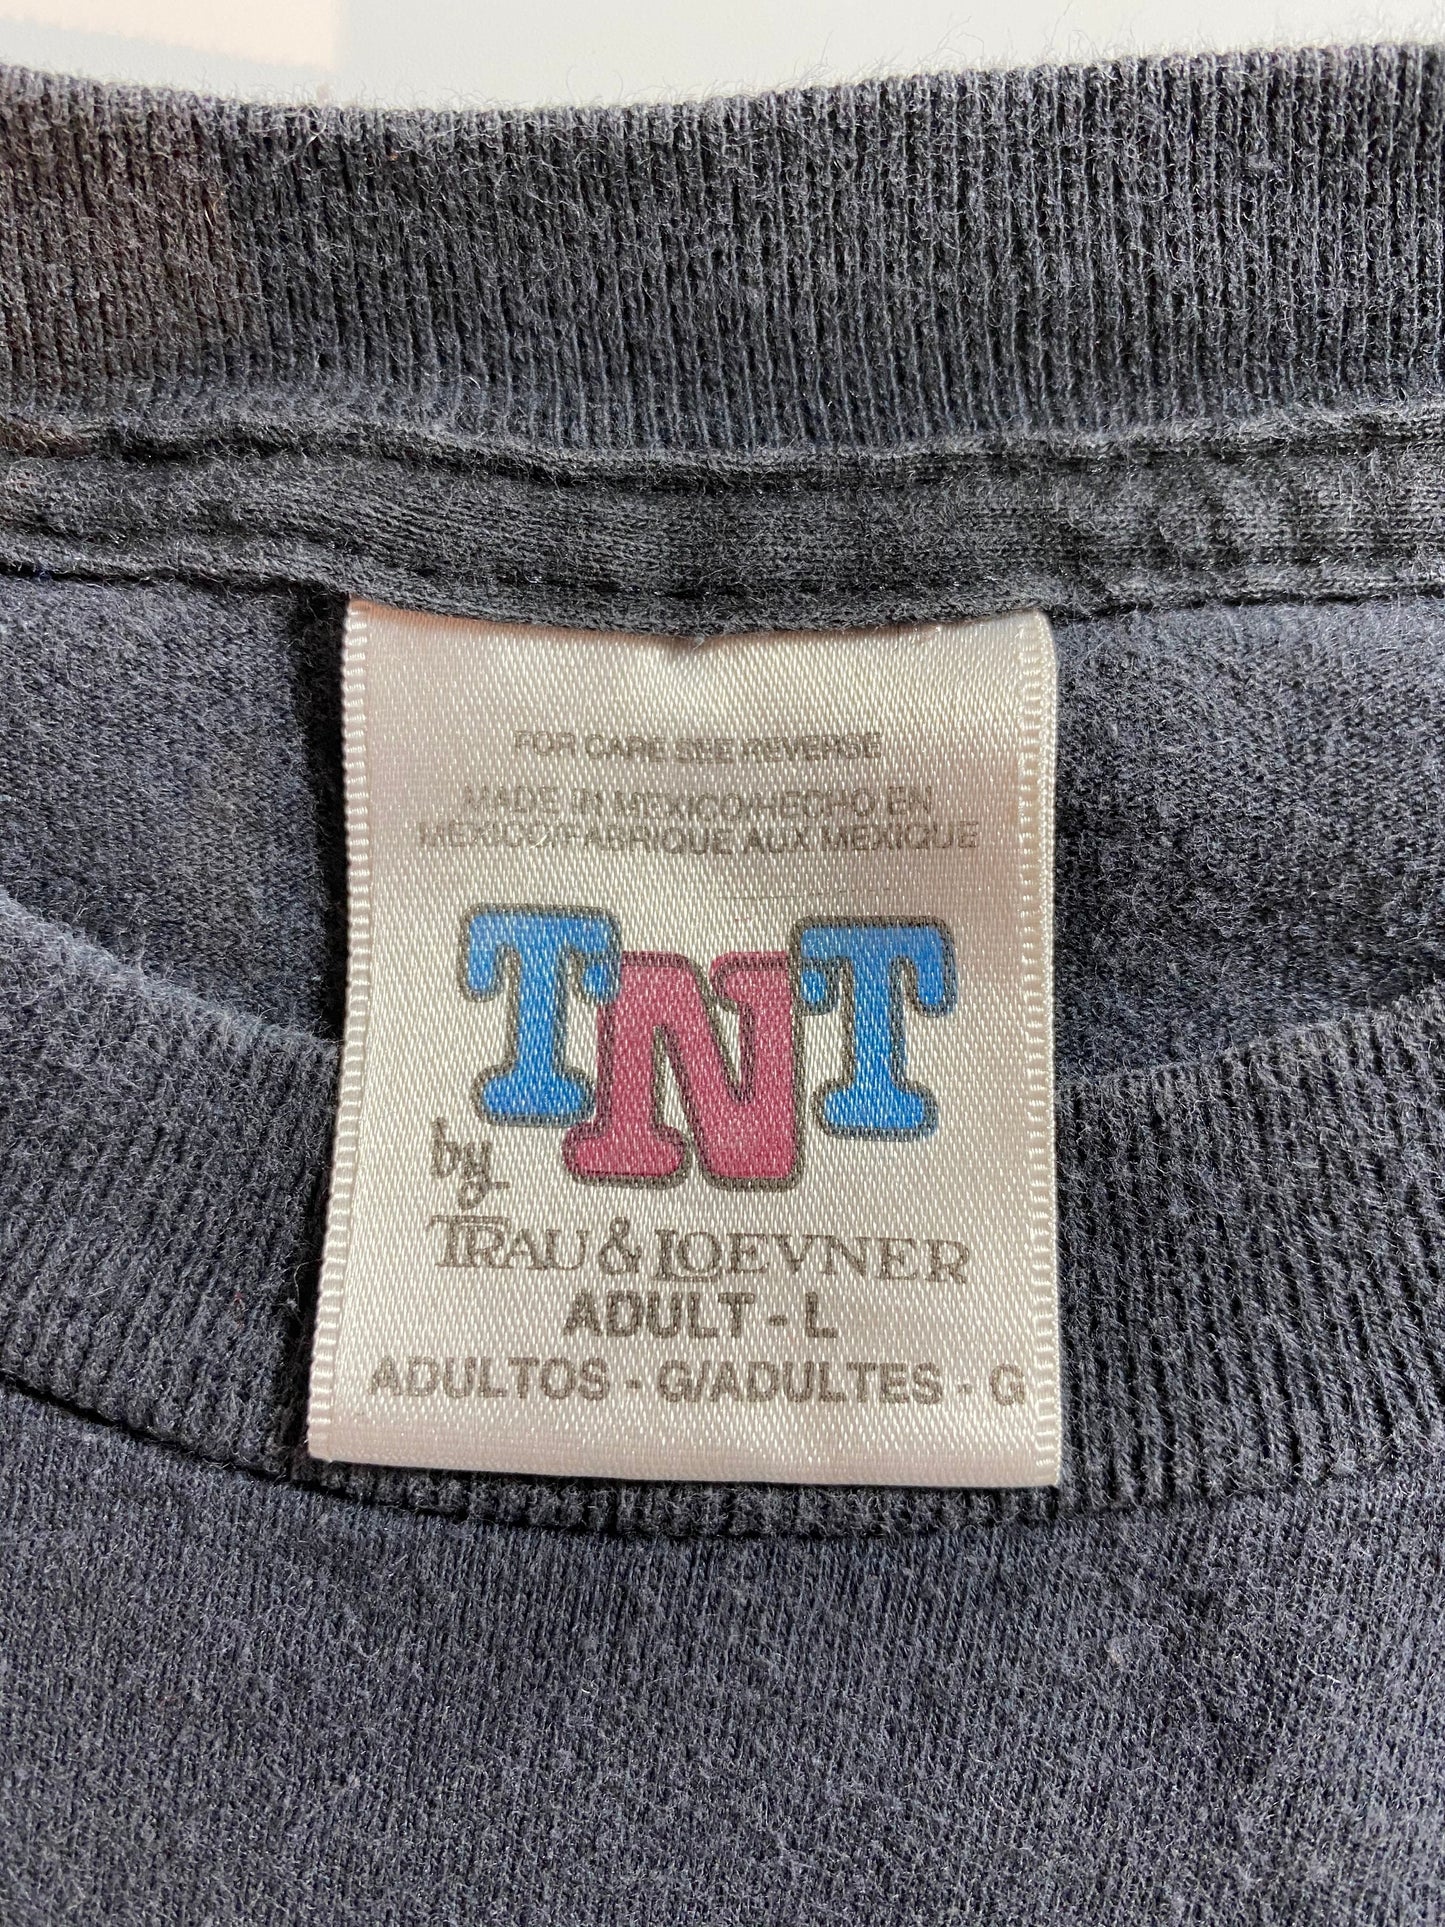 FOR CARE SEE REVERSE
MADE IN MEXICO/HECHO EN
MEXICO/FABRIQUE AUX MEXIQUE
TNT
by
TRAU & LOEVNER
ADULT - L
ADULTOS - G/ADULTES - G